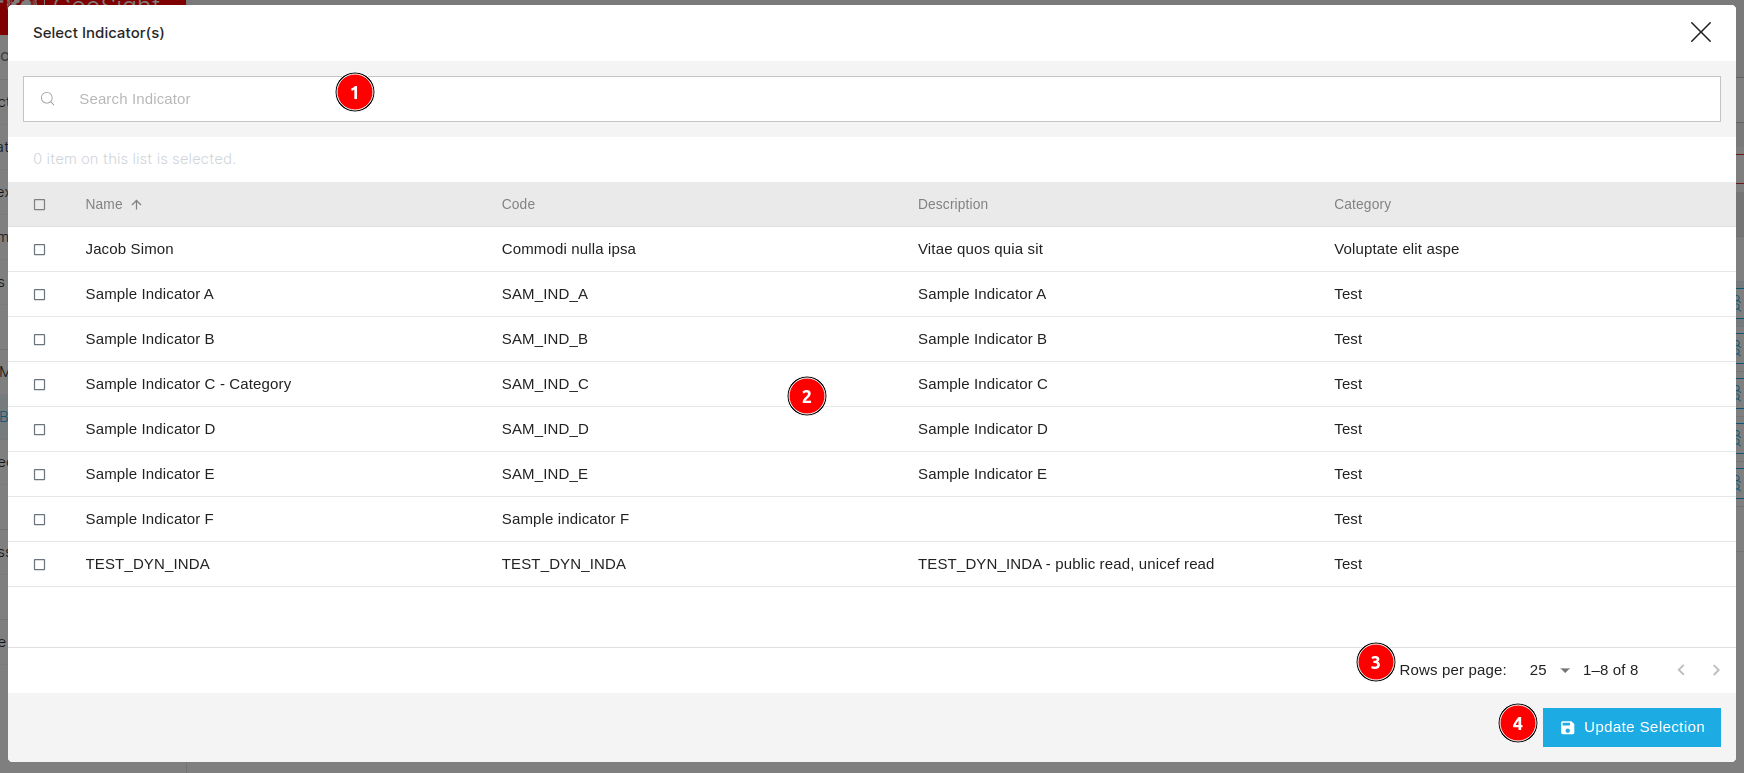 GeoSight
Select Indicator(s)
Search Indicator
1
0 item on this list is selected.
Name Code Description Category
Jacob Simon Commodi nulla ipsa Vitae quos quia sit Voluptate elit aspe
Sample Indicator A SAM_IND_A Sample Indicator A Test
Sample Indicator B SAM_IND_B Sample Indicator B Test
Sample Indicator C - Category SAM_IND_C Sample Indicator C Test
2
Sample Indicator D SAM_IND_D Sample Indicator D Test
Sample Indicator E SAM_IND_E Sample Indicator E Test
Sample Indicator F Sample indicator F Test
TEST_DYN_INDA TEST_DYN_INDA TEST_DYN_INDA - public read, unicef read Test
3 Rows per page: 25 1–8 of 8
4 Update Selection